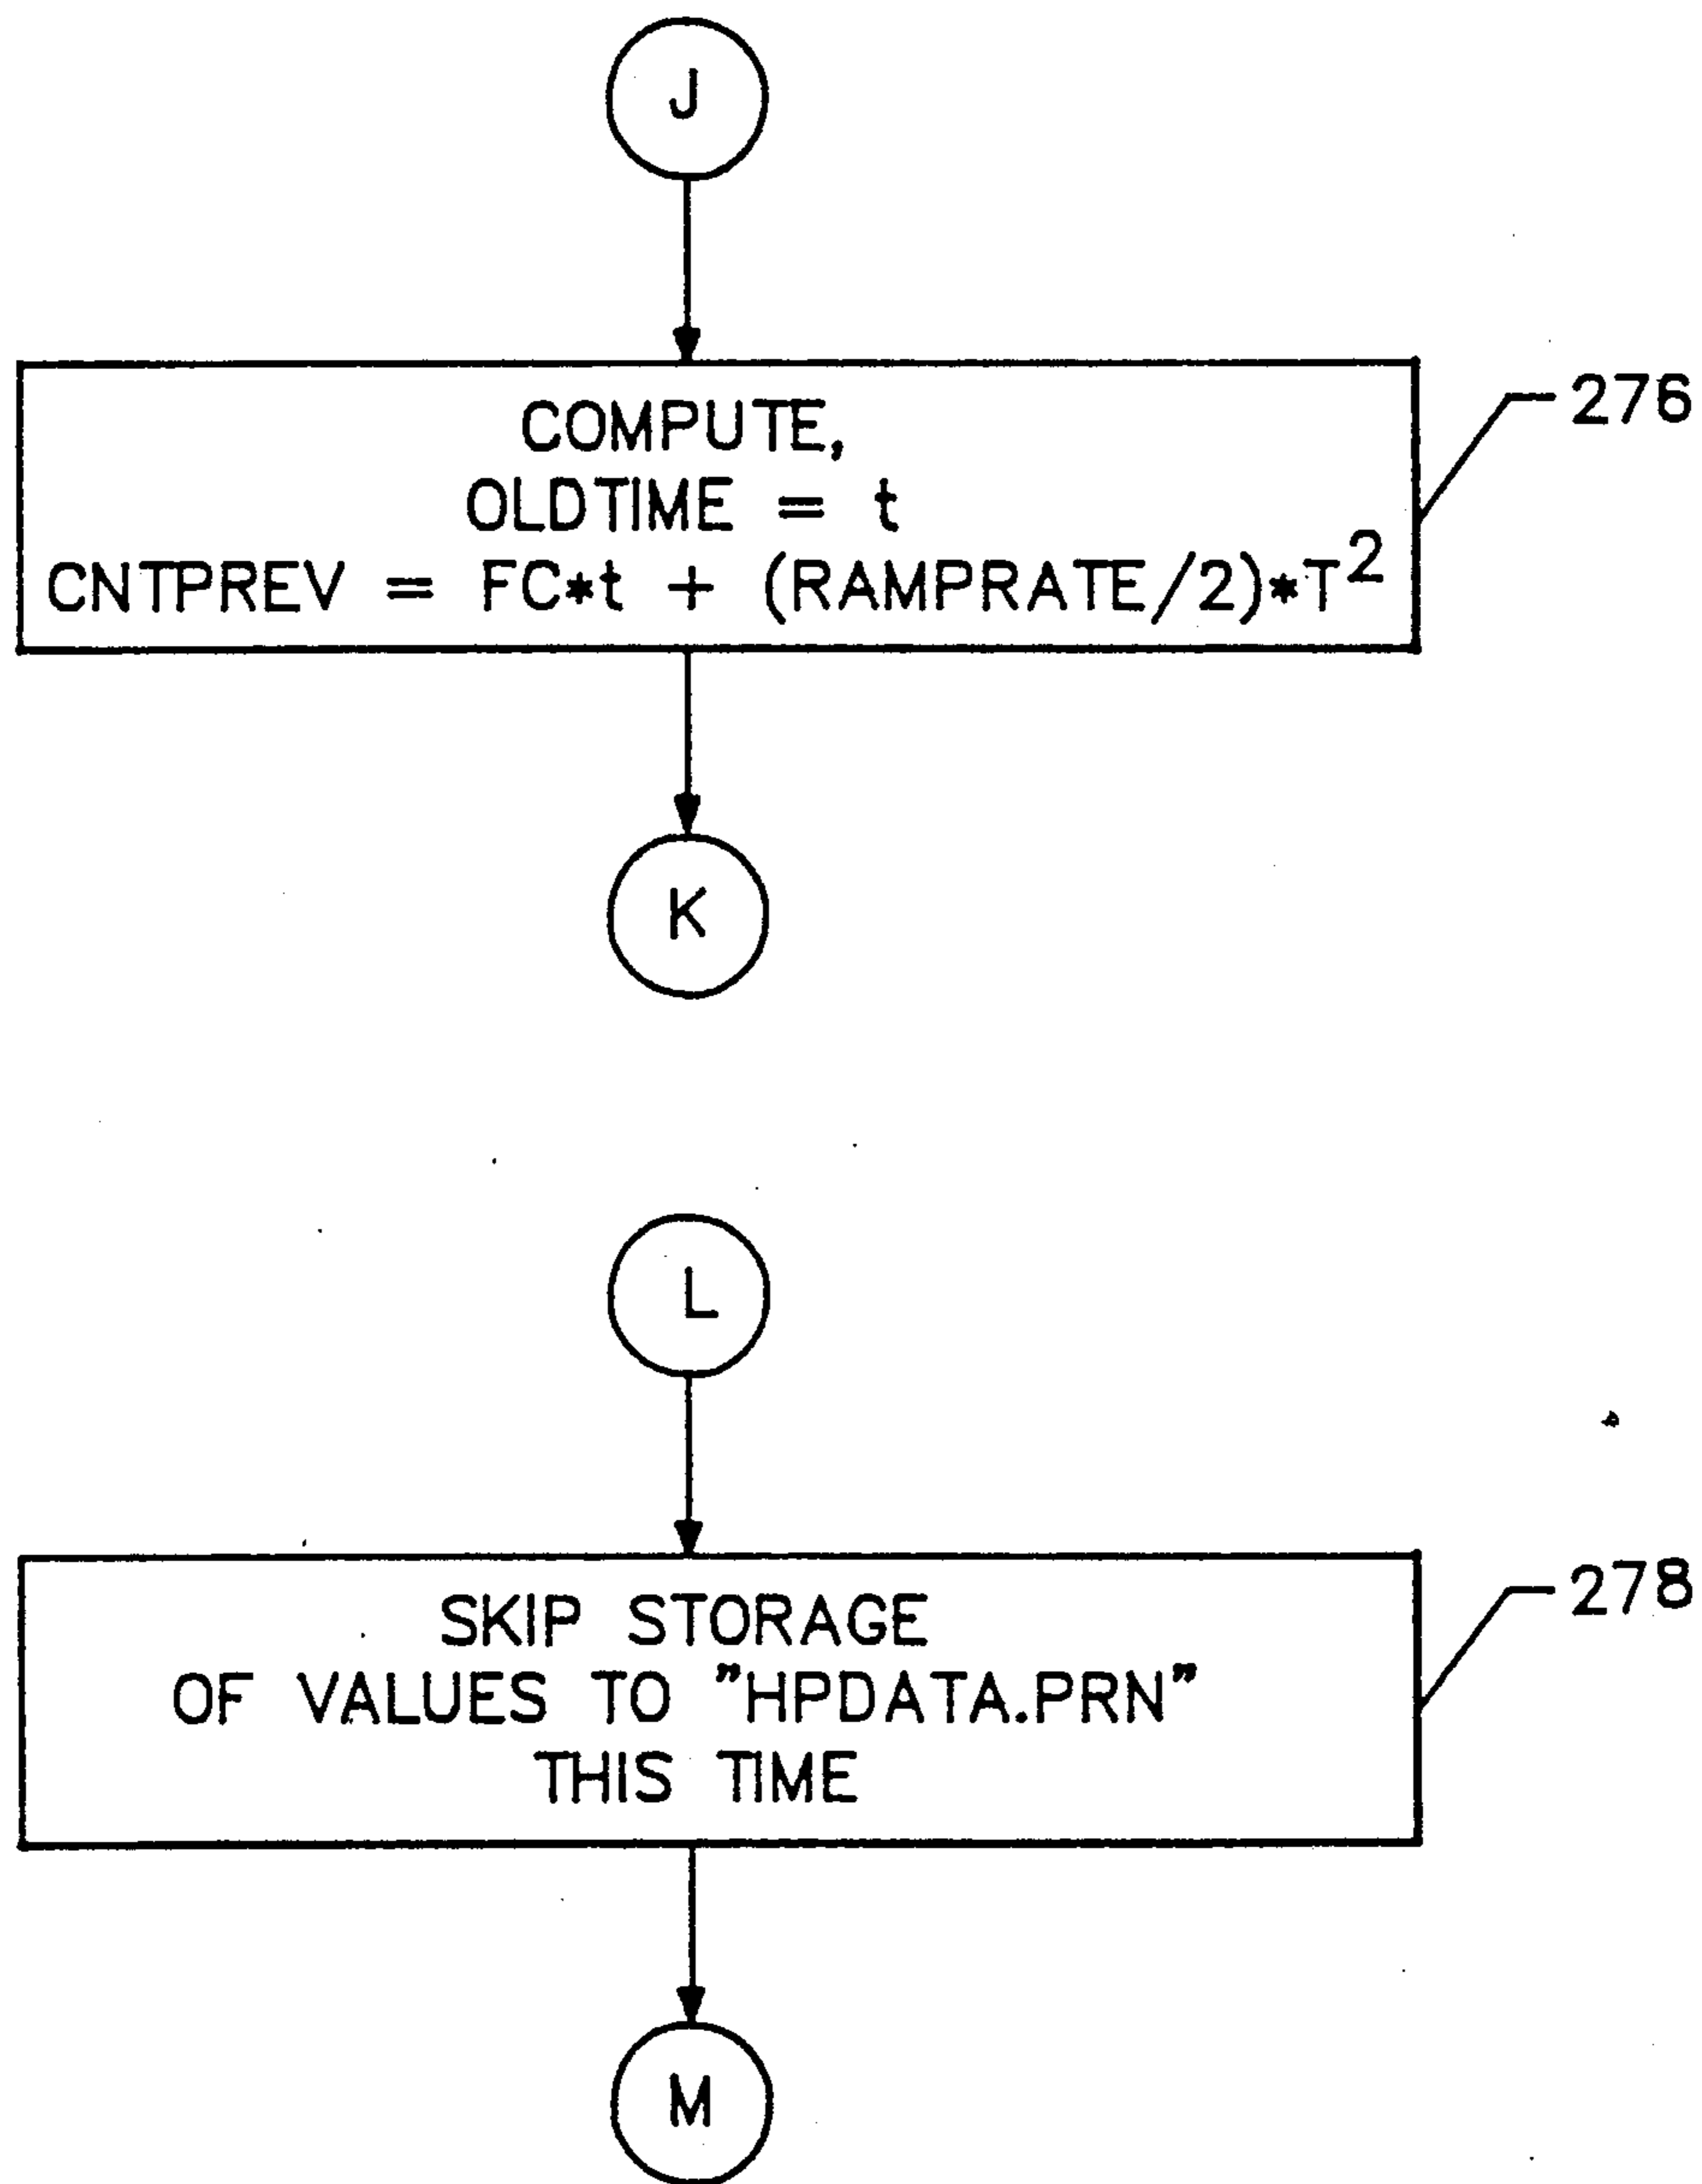 J
COMPUTE,
OLDTIME = t
CNTPREV = FC*t + (RAMPRATE/2)*T²
276
K
L
SKIP STORAGE
OF VALUES TO "HPDATA.PRN"
THIS TIME
278
M